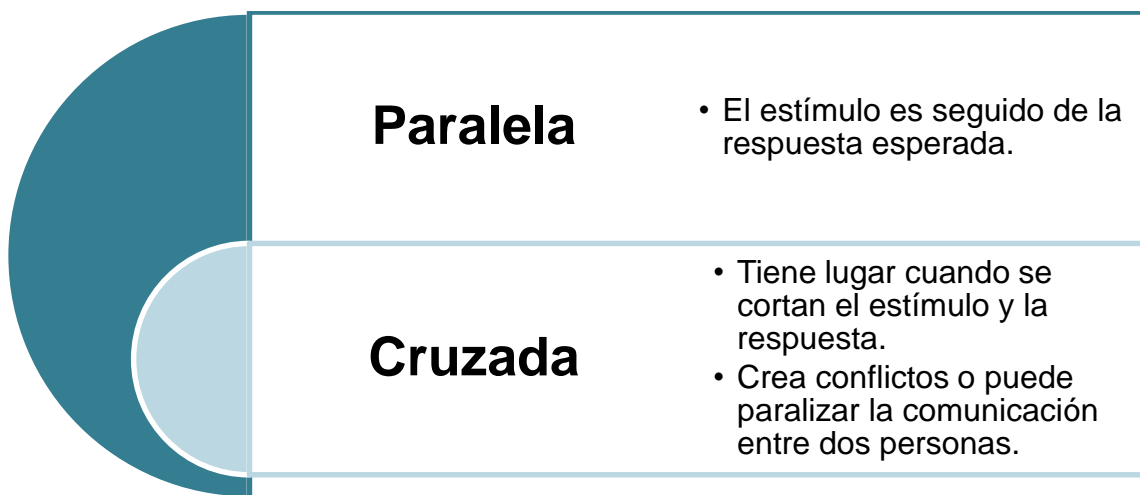 Paralela
• El estímulo es seguido de la
respuesta esperada.
Cruzada
• Tiene lugar cuando se
cortan el estímulo y la
respuesta.
• Crea conflictos o puede
paralizar la comunicación
entre dos personas.